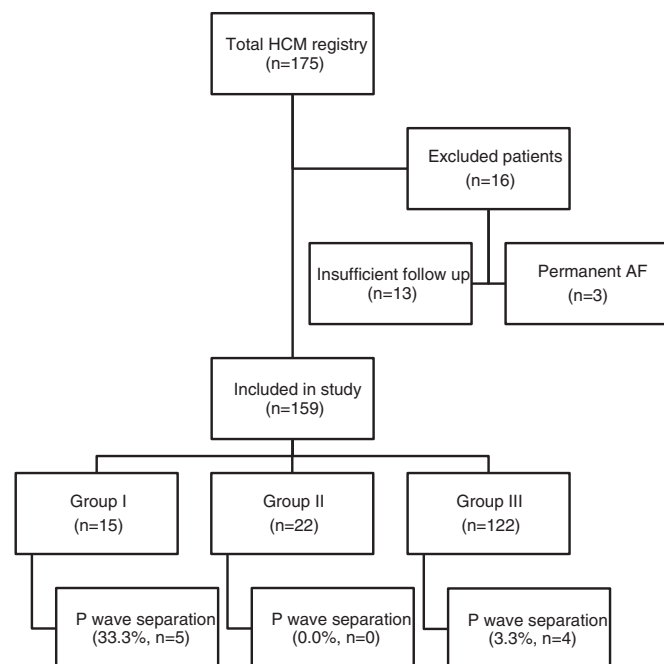 Total HCM registry
(n=175)
Excluded patients
(n=16)
Insufficient follow up
(n=13)
Permanent AF
(n=3)
Included in study
(n=159)
Group I
(n=15)
Group II
(n=22)
Group III
(n=122)
P wave separation
(33.3%, n=5)
P wave separation
(0.0%, n=0)
P wave separation
(3.3%, n=4)